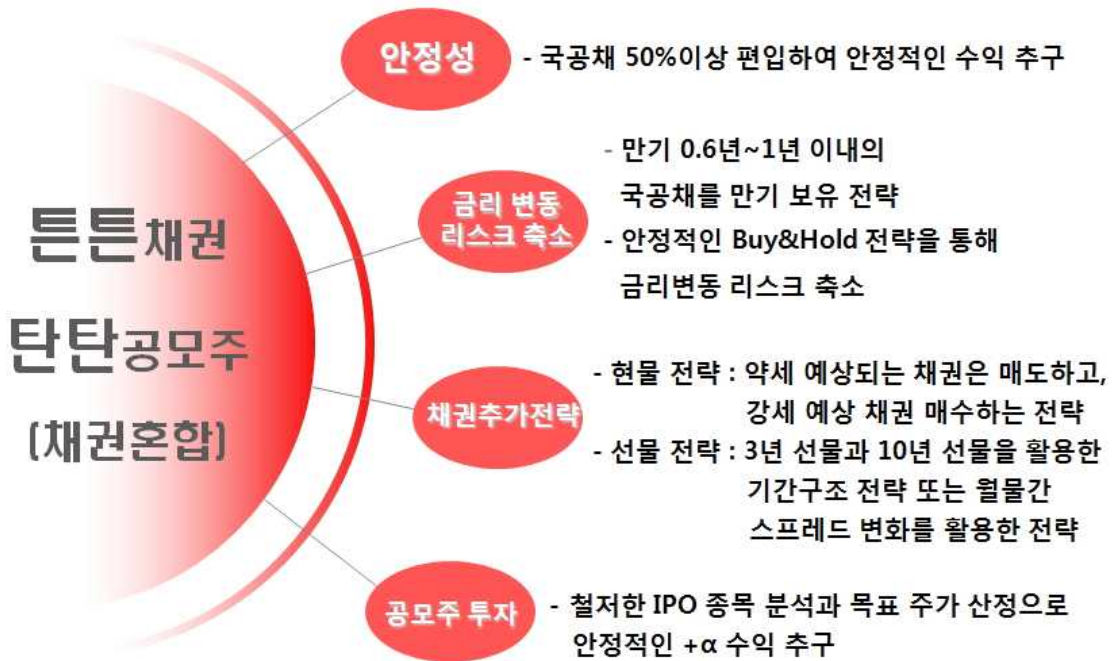 튼튼채권
탄탄공모주
(채권혼합)
안정성
- 국공채 50%이상 편입하여 안정적인 수익 추구
금리 변동
리스크 축소
- 만기 0.6년~1년 이내의
국공채를 만기 보유 전략
- 안정적인 Buy&Hold 전략을 통해
금리변동 리스크 축소
채권추가전략
- 현물 전략 : 약세 예상되는 채권은 매도하고,
강세 예상 채권 매수하는 전략
- 선물 전략 : 3년 선물과 10년 선물을 활용한
기간구조 전략 또는 월물간
스프레드 변화를 활용한 전략
공모주 투자
- 철저한 IPO 종목 분석과 목표 주가 산정으로
안정적인 +α 수익 추구